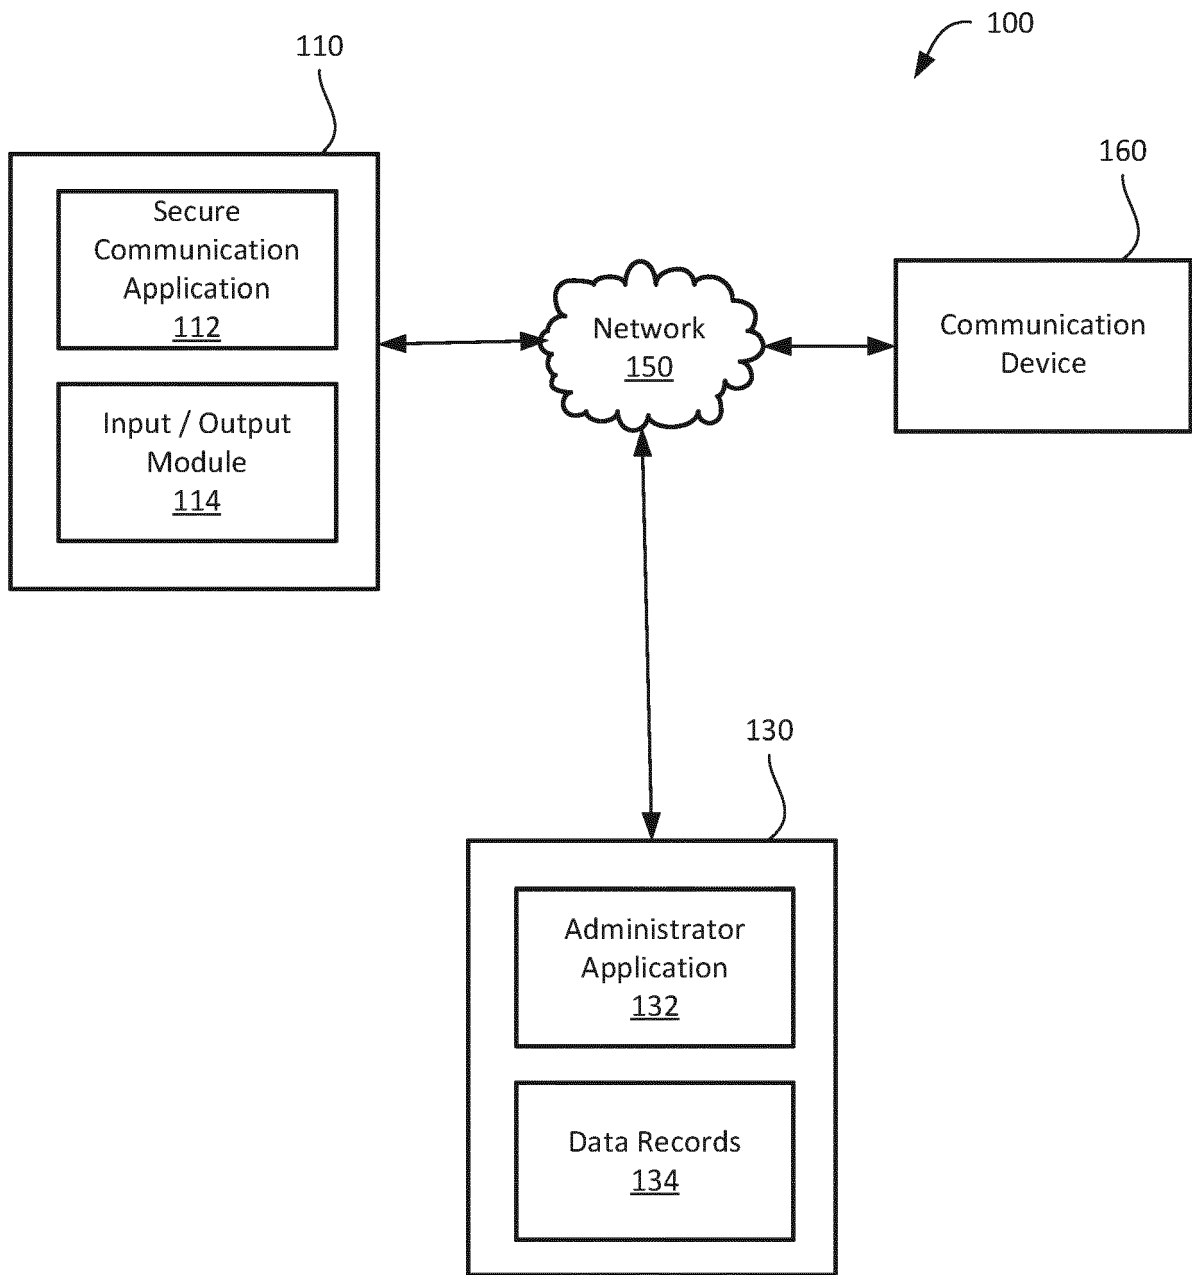 100
110
160
Secure
Communication
Application
112
Input / Output
Module
114
Network
150
Communication
Device
130
Administrator
Application
132
Data Records
134